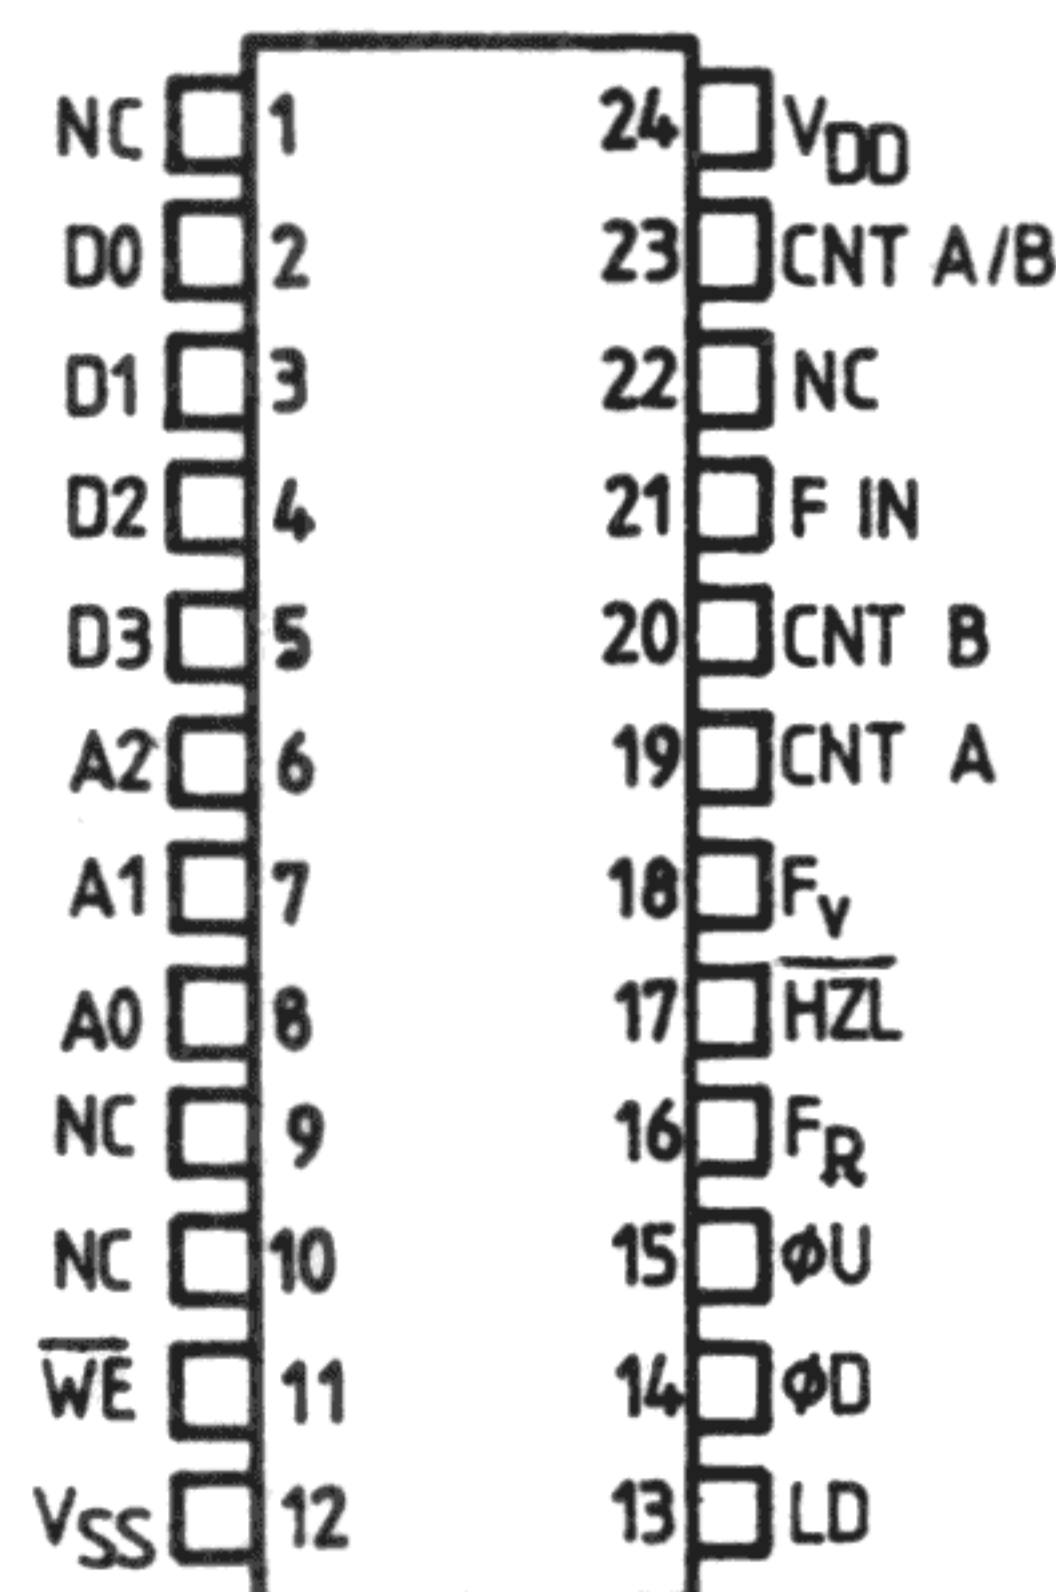 NC 1 24 VDD
D0 2 23 CNT A/B
D1 3 22 NC
D2 4 21 F IN
D3 5 20 CNT B
A2 6 19 CNT A
A1 7 18 FV
A0 8 17 H̅Z̅L̅
NC 9 16 FR
NC 10 15 ϕU
W̅E̅ 11 14 ϕD
VSS 12 13 LD